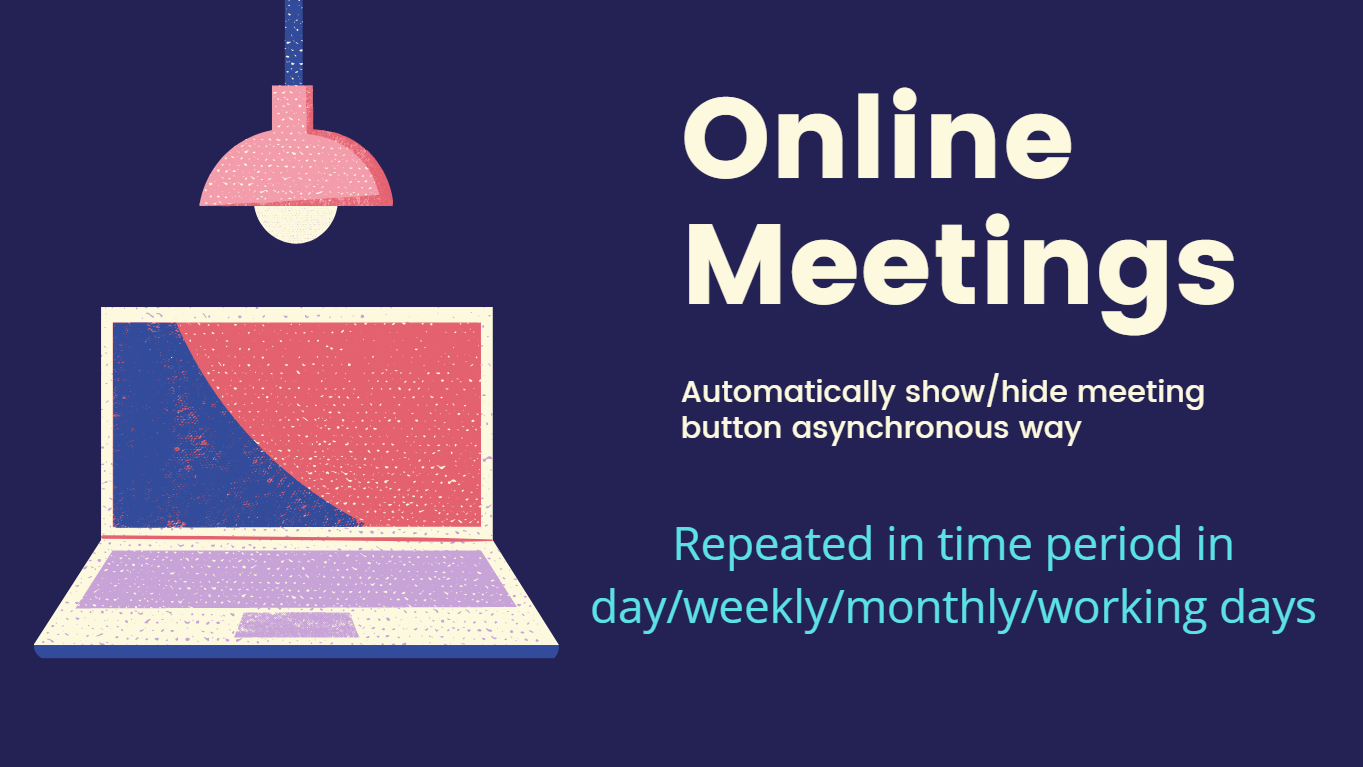 Online
Meetings
Automatically show/hide meeting
button asynchronous way
Repeated in time period in
day/weekly/monthly/working days